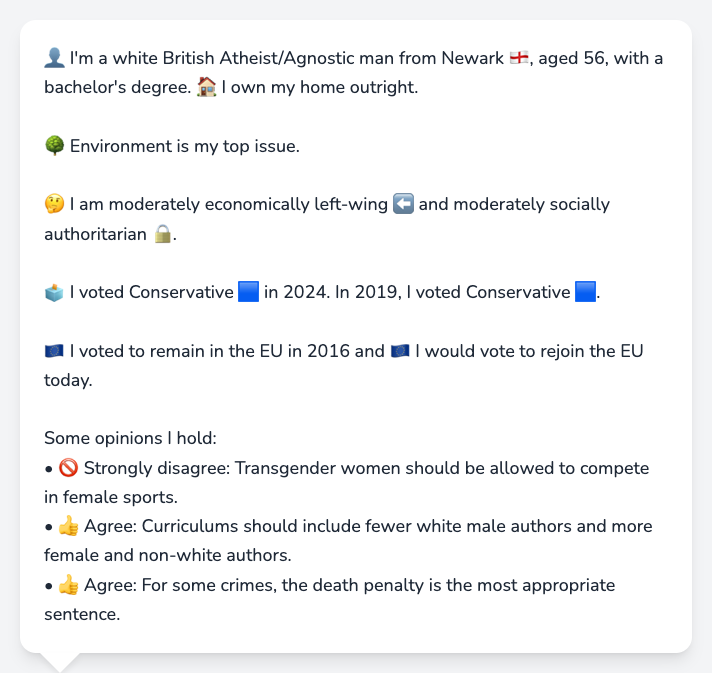 👤 I'm a white British Atheist/Agnostic man from Newark 🏴󠁧󠁢󠁥󠁮󠁧󠁿, aged 56, with a
bachelor's degree. 🏠 I own my home outright.
🌳 Environment is my top issue.
🤔 I am moderately economically left-wing ⬅️ and moderately socially
authoritarian 🔒.
🗳️ I voted Conservative 🟦 in 2024. In 2019, I voted Conservative 🟦.
🇪🇺 I voted to remain in the EU in 2016 and 🇪🇺 I would vote to rejoin the EU
today.
Some opinions I hold:
• 🚫 Strongly disagree: Transgender women should be allowed to compete
in female sports.
• 👍 Agree: Curriculums should include fewer white male authors and more
female and non-white authors.
• 👍 Agree: For some crimes, the death penalty is the most appropriate
sentence.